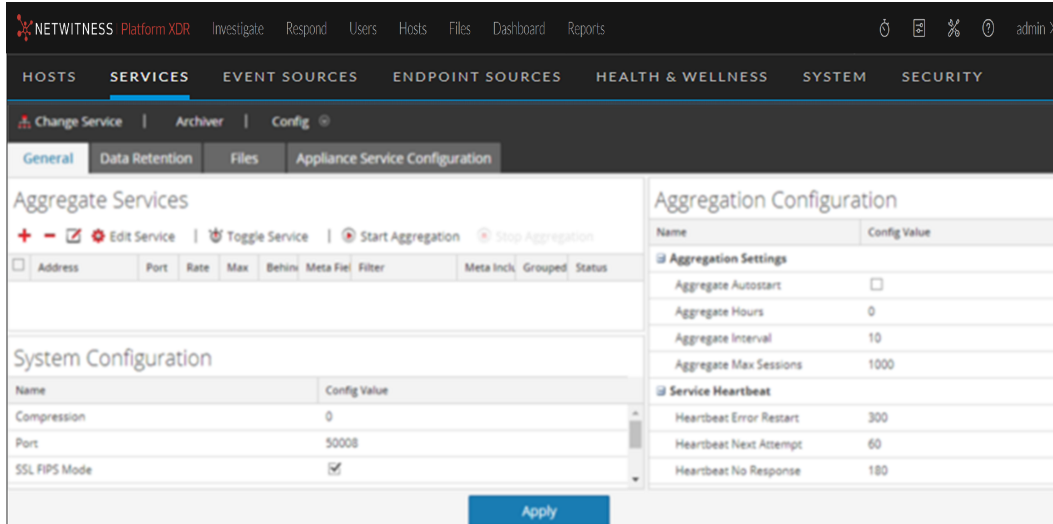 NETWITNESS Platform XDR Investigate Respond Users Hosts Files Dashboard Reports admin
HOSTS SERVICES EVENT SOURCES ENDPOINT SOURCES HEALTH & WELLNESS SYSTEM SECURITY
Change Service | Archiver | Config
General Data Retention Files Appliance Service Configuration
Aggregate Services
Edit Service | Toggle Service | Start Aggregation Stop Aggregation
Address Port Rate Max Behin Meta Fiel Filter Meta Inclu Grouped Status
System Configuration
Name Config Value
Compression 0
Port 50008
SSL FIPS Mode
Aggregation Configuration
Name Config Value
Aggregation Settings
Aggregate Autostart
Aggregate Hours 0
Aggregate Interval 10
Aggregate Max Sessions 1000
Service Heartbeat
Heartbeat Error Restart 300
Heartbeat Next Attempt 60
Heartbeat No Response 180
Apply